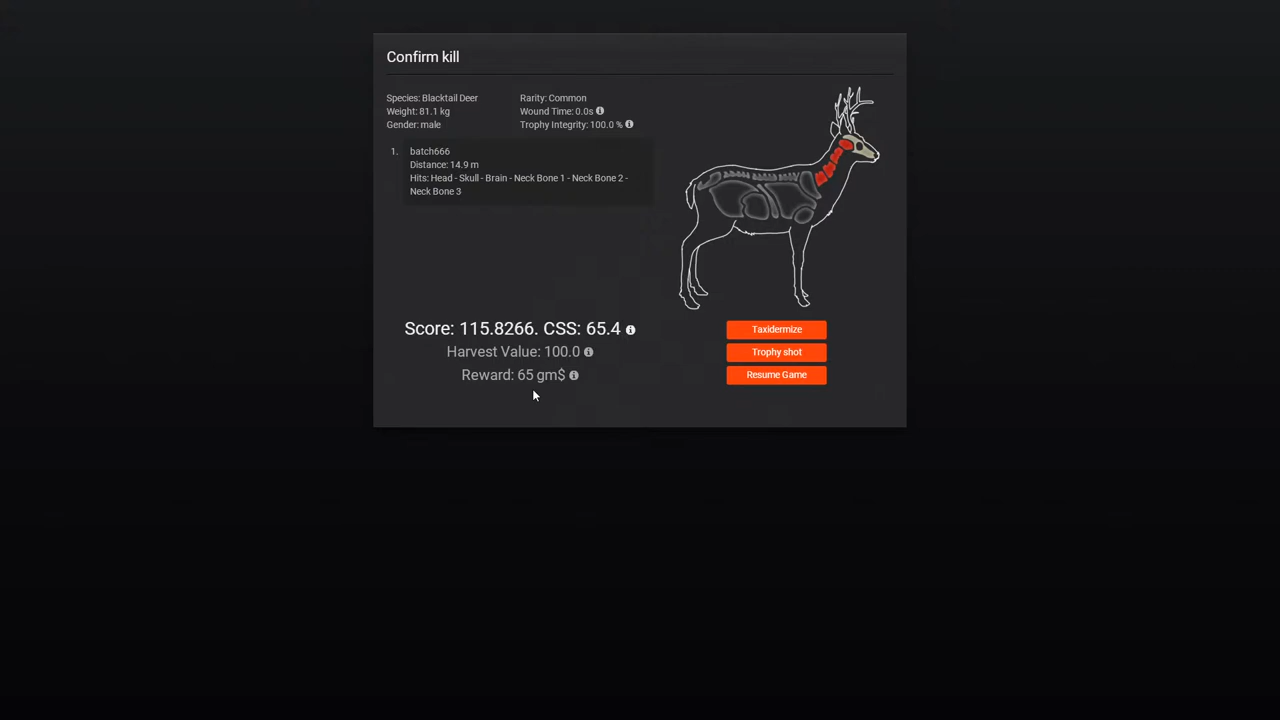 Confirm kill
Species: Blacktail Deer
Weight: 81.1 kg
Gender: male
Rarity: Common
Wound Time: 0.0s
Trophy Integrity: 100.0 %
1. batch666
Distance: 14.9 m
Hits: Head - Skull - Brain - Neck Bone 1 - Neck Bone 2 -
Neck Bone 3
Score: 115.8266. CSS: 65.4
Harvest Value: 100.0
Reward: 65 gm$
Taxidermize
Trophy shot
Resume Game